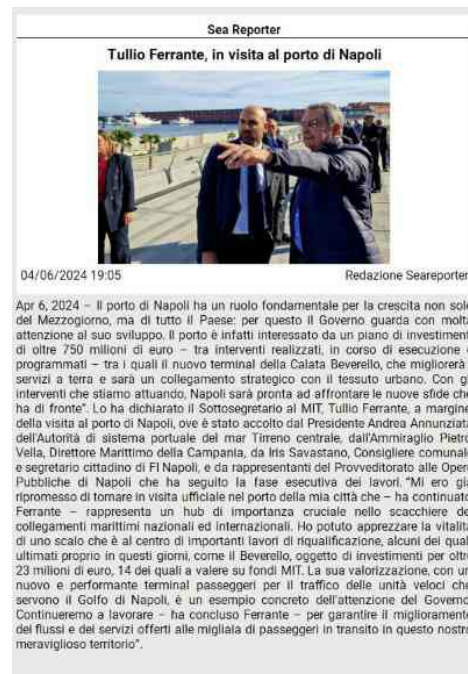 Sea Reporter
Tullio Ferrante, in visita al porto di Napoli
04/06/2024 19:05 Redazione Seareporter
Apr 6, 2024 – Il porto di Napoli ha un ruolo fondamentale per la crescita non solo
del Mezzogiorno, ma di tutto il Paese: per questo il Governo guarda con molta
attenzione al suo sviluppo. Il porto è infatti interessato da un piano di investiment
di oltre 750 milioni di euro – tra interventi realizzati, in corso di esecuzione
programmati – tra i quali il nuovo terminal della Calata Beverello, che migliorerà
servizi a terra e sarà un collegamento strategico con il tessuto urbano. Con gl
interventi che stiamo attuando, Napoli sarà pronta ad affrontare le nuove sfide che
ha di fronte”. Lo ha dichiarato il Sottosegretario al MIT, Tullio Ferrante, a margine
della visita al porto di Napoli, ove è stato accolto dal Presidente Andrea Annunziata
dell’Autorità di sistema portuale del mar Tirreno centrale, dall’Ammiraglio Pietro
Vella, Direttore Marittimo della Campania, da Iris Savastano, Consigliere comunale
e segretario cittadino di FI Napoli, e da rappresentanti del Provveditorato alle Opere
Pubbliche di Napoli che ha seguito la fase esecutiva dei lavori. “Mi ero già
ripromesso di tornare in visita ufficiale nel porto della mia città che – ha continuato
Ferrante – rappresenta un hub di importanza cruciale nello scacchiere dei
collegamenti marittimi nazionali ed internazionali. Ho potuto apprezzare la vitalità
di uno scalo che è al centro di importanti lavori di riqualificazione, alcuni dei qual
ultimati proprio in questi giorni, come il Beverello, oggetto di investimenti per oltre
23 milioni di euro, 14 dei quali a valere su fondi MIT. La sua valorizzazione, con un
nuovo e performante terminal passeggeri per il traffico delle unità veloci che
servono il Golfo di Napoli, è un esempio concreto dell’attenzione del Governo.
Continueremo a lavorare – ha concluso Ferrante – per garantire il miglioramento
dei flussi e dei servizi offerti alle migliaia di passeggeri in transito in questo nostro
meraviglioso territorio”.